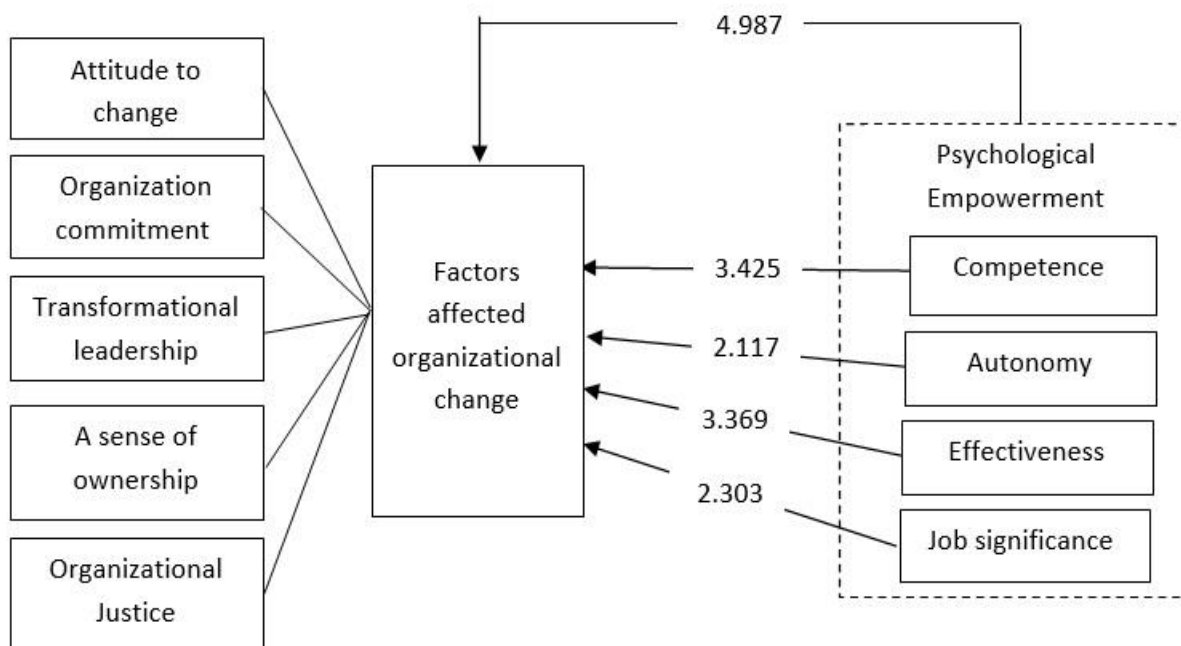 4.987
Attitude to
change
Organization
commitment
Transformational
leadership
A sense of
ownership
Organizational
Justice
Factors
affected
organizational
change
3.425
2.117
3.369
2.303
Psychological
Empowerment
Competence
Autonomy
Effectiveness
Job significance